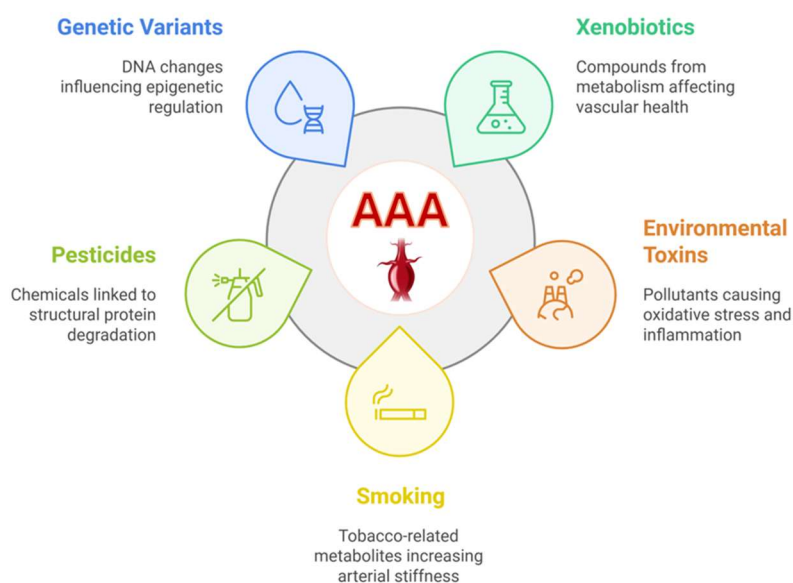 Genetic Variants
DNA changes
influencing epigenetic
regulation
Xenobiotics
Compounds from
metabolism affecting
vascular health
AAA
Pesticides
Chemicals linked to
structural protein
degradation
Environmental
Toxins
Pollutants causing
oxidative stress and
inflammation
Smoking
Tobacco-related
metabolites increasing
arterial stiffness